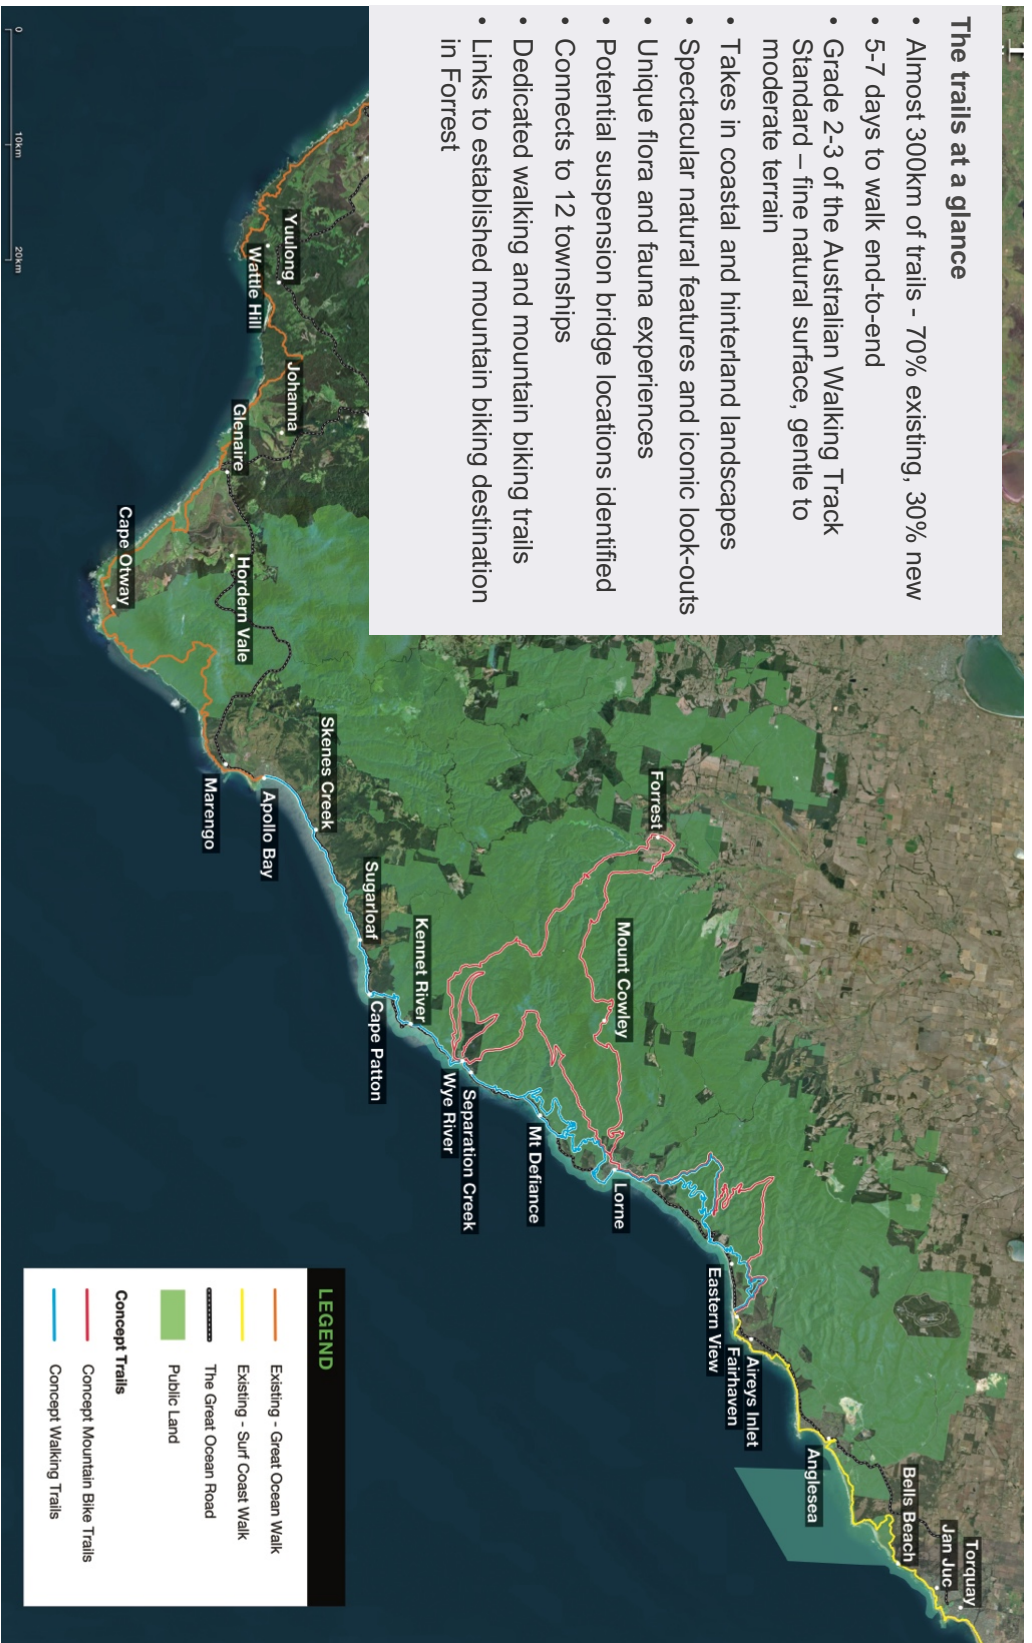 The trails at a glance
• Almost 300km of trails - 70% existing, 30% new
• 5-7 days to walk end-to-end
• Grade 2-3 of the Australian Walking Track
Standard – fine natural surface, gentle to
moderate terrain
• Takes in coastal and hinterland landscapes
• Spectacular natural features and iconic look-outs
• Unique flora and fauna experiences
• Potential suspension bridge locations identified
• Connects to 12 townships
• Dedicated walking and mountain biking trails
• Links to established mountain biking destination
in Forrest
Torquay
Jan Juc
Bells Beach
Anglesea
Aireys Inlet
Fairhaven
Eastern View
Forrest
Mount Cowley
Lorne
Mt Defiance
Separation Creek
Wye River
Kennet River
Cape Patton
Sugarloaf
Skenes Creek
Apollo Bay
Marengo
Yuulong
Wattle Hill
Johanna
Glenaire
Hordern Vale
Cape Otway
0
10km
20km
LEGEND
Existing - Great Ocean Walk
Existing - Surf Coast Walk
The Great Ocean Road
Public Land
Concept Trails
Concept Mountain Bike Trails
Concept Walking Trails